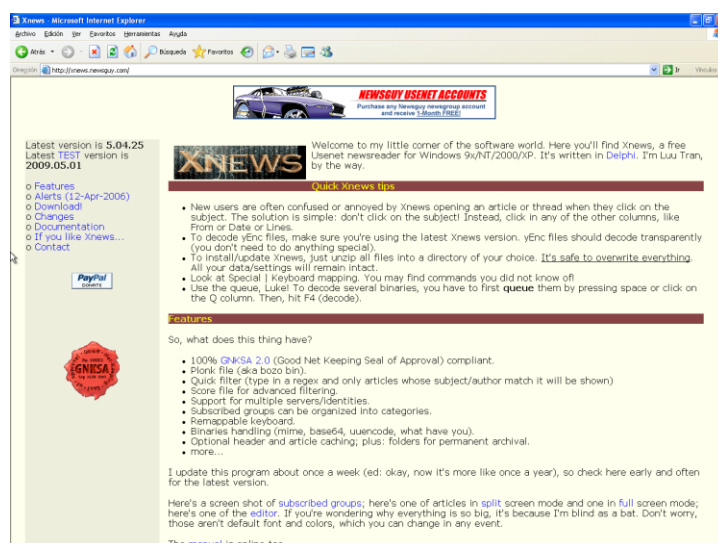 Xnews - Microsoft Internet Explorer
Archivo Edición Ver Favoritos Herramientas Ayuda
Atrás Búsqueda Favoritos
Dirección http://xnews.newsguy.com/ Ir Vínculos
NEWSGUY USENET ACCOUNTS
Purchase any Newsguy newsgroup account
and receive 1-Month FREE!
Latest version is 5.04.25
Latest TEST version is
2009.05.01
o Features
o Alerts (12-Apr-2006)
o Download!
o Changes
o Documentation
o If you like Xnews...
o Contact
PayPal
DONATE
GNKSA
XNEWS
Welcome to my little corner of the software world. Here you'll find Xnews, a free
Usenet newsreader for Windows 9x/NT/2000/XP. It's written in Delphi. I'm Luu Tran,
by the way.
Quick Xnews tips
• New users are often confused or annoyed by Xnews opening an article or thread when they click on the
subject. The solution is simple: don't click on the subject! Instead, click in any of the other columns, like
From or Date or Lines.
• To decode yEnc files, make sure you're using the latest Xnews version. yEnc files should decode transparently
(you don't need to do anything special).
• To install/update Xnews, just unzip all files into a directory of your choice. It's safe to overwrite everything.
All your data/settings will remain intact.
• Look at Special | Keyboard mapping. You may find commands you did not know of!
• Use the queue, Luke! To decode several binaries, you have to first queue them by pressing space or click on
the Q column. Then, hit F4 (decode).
Features
So, what does this thing have?
• 100% GNKSA 2.0 (Good Net Keeping Seal of Approval) compliant.
• Plonk file (aka bozo bin).
• Quick filter (type in a regex and only articles whose subject/author match it will be shown)
• Score file for advanced filtering.
• Support for multiple servers/identities.
• Subscribed groups can be organized into categories.
• Remappable keyboard.
• Binaries handling (mime, base64, uuencode, what have you).
• Optional header and article caching; plus: folders for permanent archival.
• more...
I update this program about once a week (ed: okay, now it's more like once a year), so check here early and often
for the latest version.
Here's a screen shot of subscribed groups; here's one of articles in split screen mode and one in full screen mode;
here's one of the editor. If you're wondering why everything is so big, it's because I'm blind as a bat. Don't worry,
those aren't default font and colors, which you can change in any event.
The manual is online too